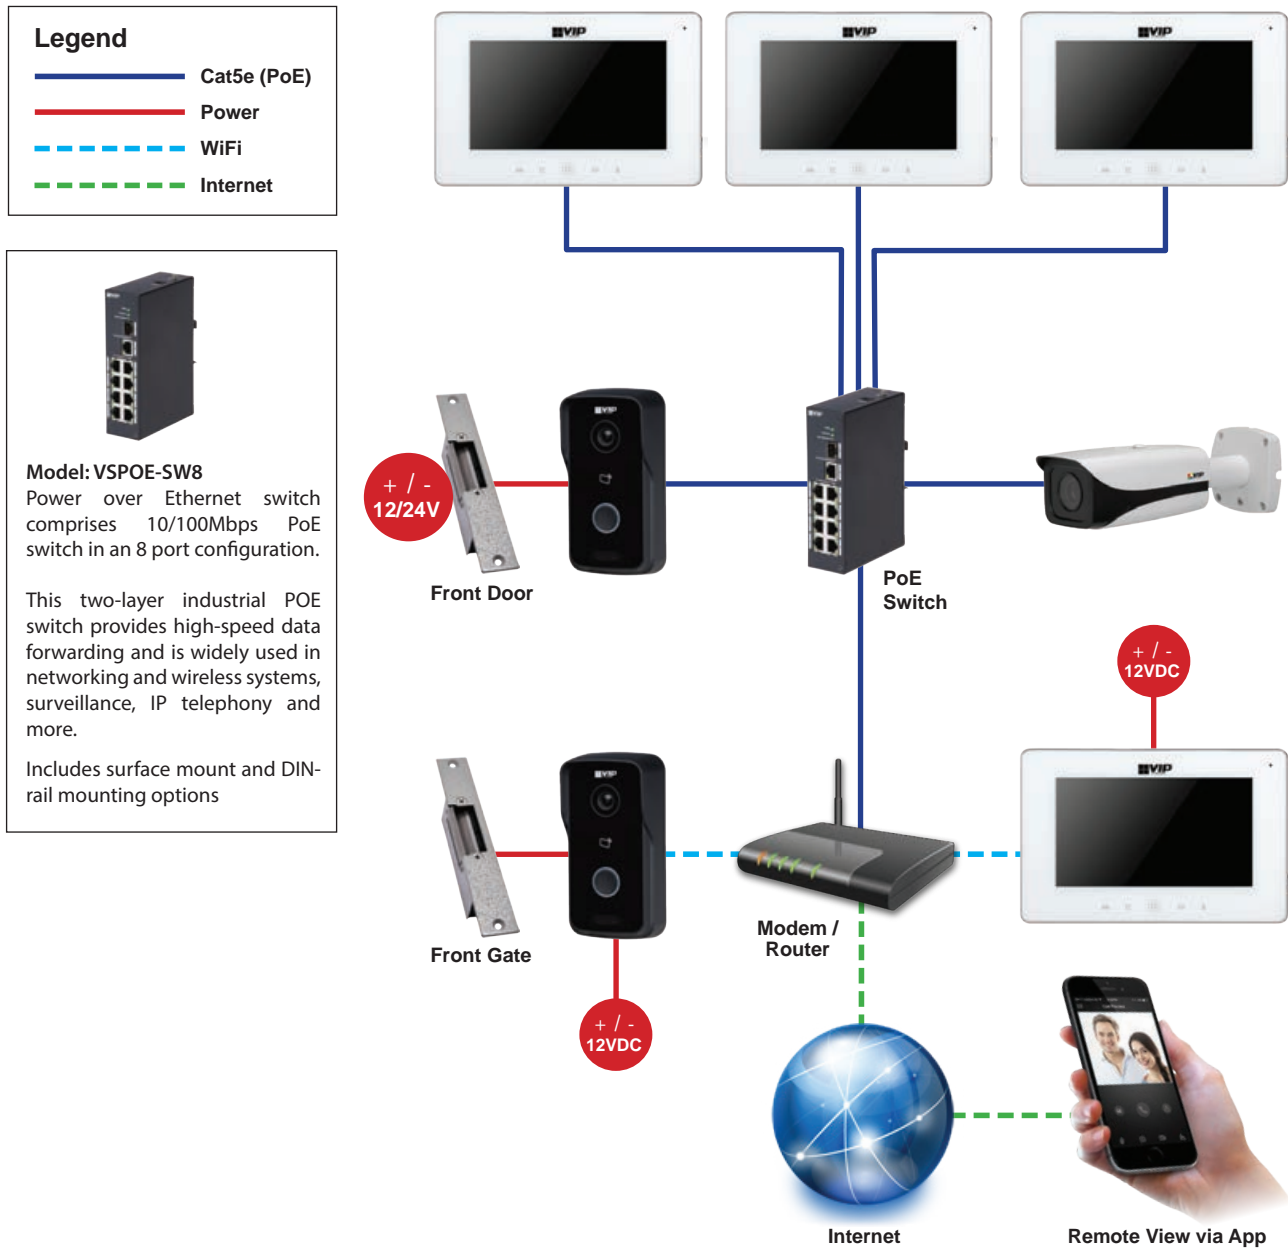 Legend
Cat5e (PoE)
Power
WiFi
Internet
VIP
VIP
VIP
Model: VSPOE-SW8
Power over Ethernet switch
comprises 10/100Mbps PoE
switch in an 8 port configuration.
This two-layer industrial POE
switch provides high-speed data
forwarding and is widely used in
networking and wireless systems,
surveillance, IP telephony and
more.
Includes surface mount and DIN-
rail mounting options
+ / -
12/24V
VIP
Front Door
VIP
PoE
Switch
VIP
+ / -
12VDC
VIP
Front Gate
Modem /
Router
VIP
+ / -
12VDC
Internet
Remote View via App